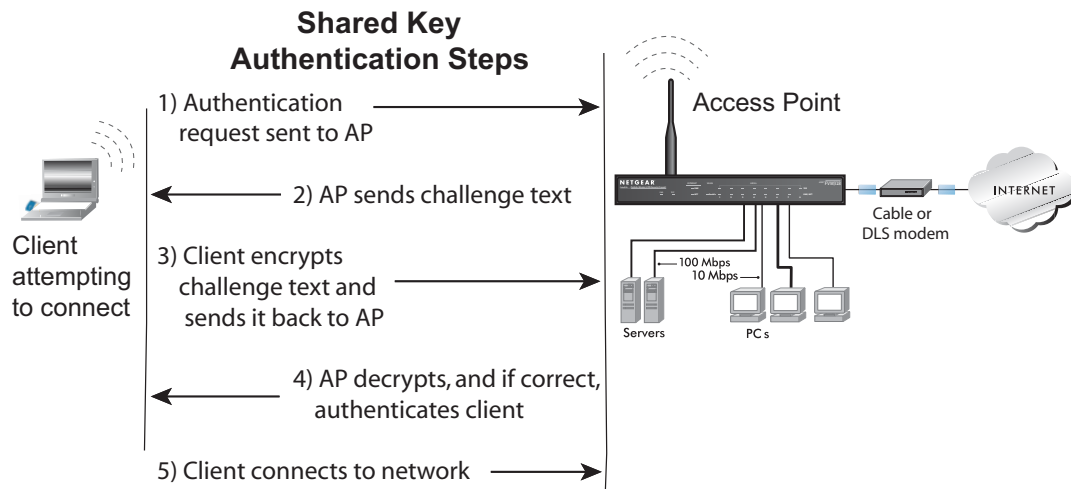 Shared Key
Authentication Steps
1) Authentication
request sent to AP
2) AP sends challenge text
3) Client encrypts
challenge text and
sends it back to AP
4) AP decrypts, and if correct,
authenticates client
5) Client connects to network
Client
attempting
to connect
Access Point
NETGEAR
INTERNET
Cable or
DLS modem
100 Mbps
10 Mbps
Servers
PCs